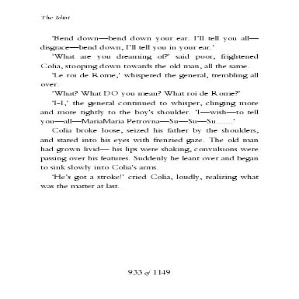 The Idiot
'Bend down—bend down your ear. I'll tell you all—
disgrace—bend down, I'll tell you in your ear.'
'What are you dreaming of?' said poor, frightened
Colia, stooping down towards the old man, all the same.
'Le roi de Rome,' whispered the general, trembling all
over.
'What? What DO you mean? What roi de Rome?'
'I-I,' the general continued to whisper, clinging more
and more tightly to the boy's shoulder. 'I—wish—to tell
you—all—MariaMaria Petrovna—Su—Su—Su.......'
Colia broke loose, seized his father by the shoulders,
and stared into his eyes with frenzied gaze. The old man
had grown livid— his lips were shaking, convulsions were
passing over his features. Suddenly he leant over and began
to sink slowly into Colia's arms.
'He's got a stroke!' cried Colia, loudly, realizing what
was the matter at last.
933 of 1149